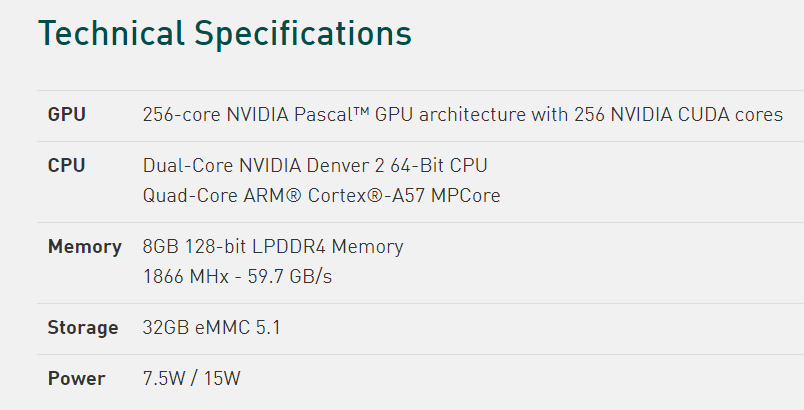 Technical Specifications
GPU 256-core NVIDIA Pascal™ GPU architecture with 256 NVIDIA CUDA cores
CPU Dual-Core NVIDIA Denver 2 64-Bit CPU
Quad-Core ARM® Cortex®-A57 MPCore
Memory 8GB 128-bit LPDDR4 Memory
1866 MHx - 59.7 GB/s
Storage 32GB eMMC 5.1
Power 7.5W / 15W